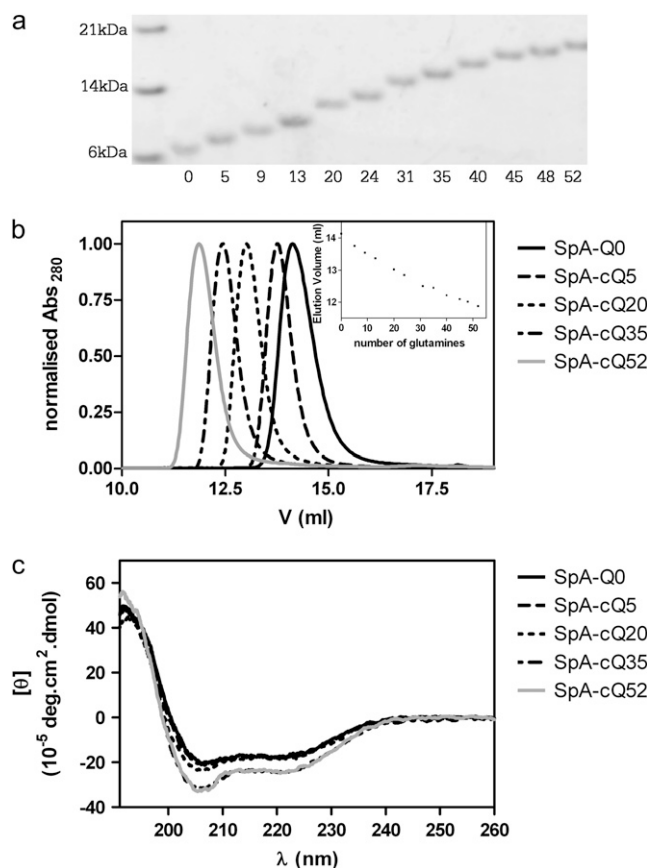 a
21kDa
14kDa
6kDa
0 5 9 13 20 24 31 35 40 45 48 52
b
normalised Abs 280
1.00
0.75
0.50
0.25
0.00
10.0 12.5 15.0 17.5
V (ml)
Elution Volume (ml)
14
13
12
0 10 20 30 40 50
number of glutamines
SpA-Q0
SpA-cQ5
SpA-cQ20
SpA-cQ35
SpA-cQ52
c
[θ]
(10⁻⁵ deg.cm².dmol)
60
40
20
0
-20
-40
200 210 220 230 240 250 260
λ (nm)
SpA-Q0
SpA-cQ5
SpA-cQ20
SpA-cQ35
SpA-cQ52